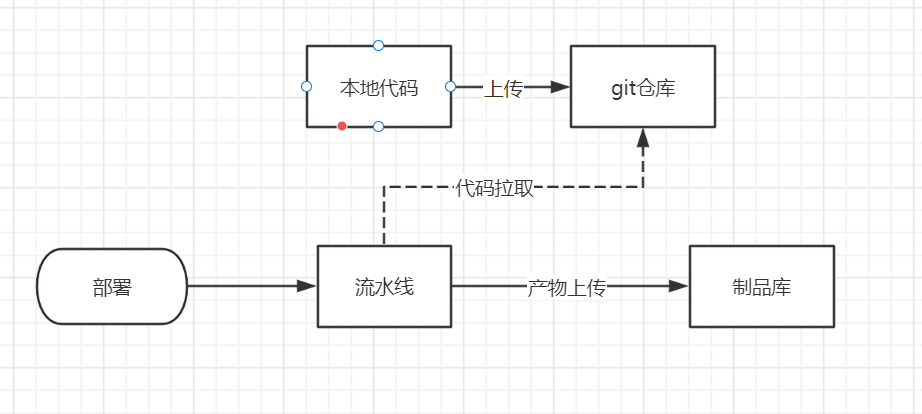 本地代码
上传
git仓库
代码拉取
部署
流水线
产物上传
制品库